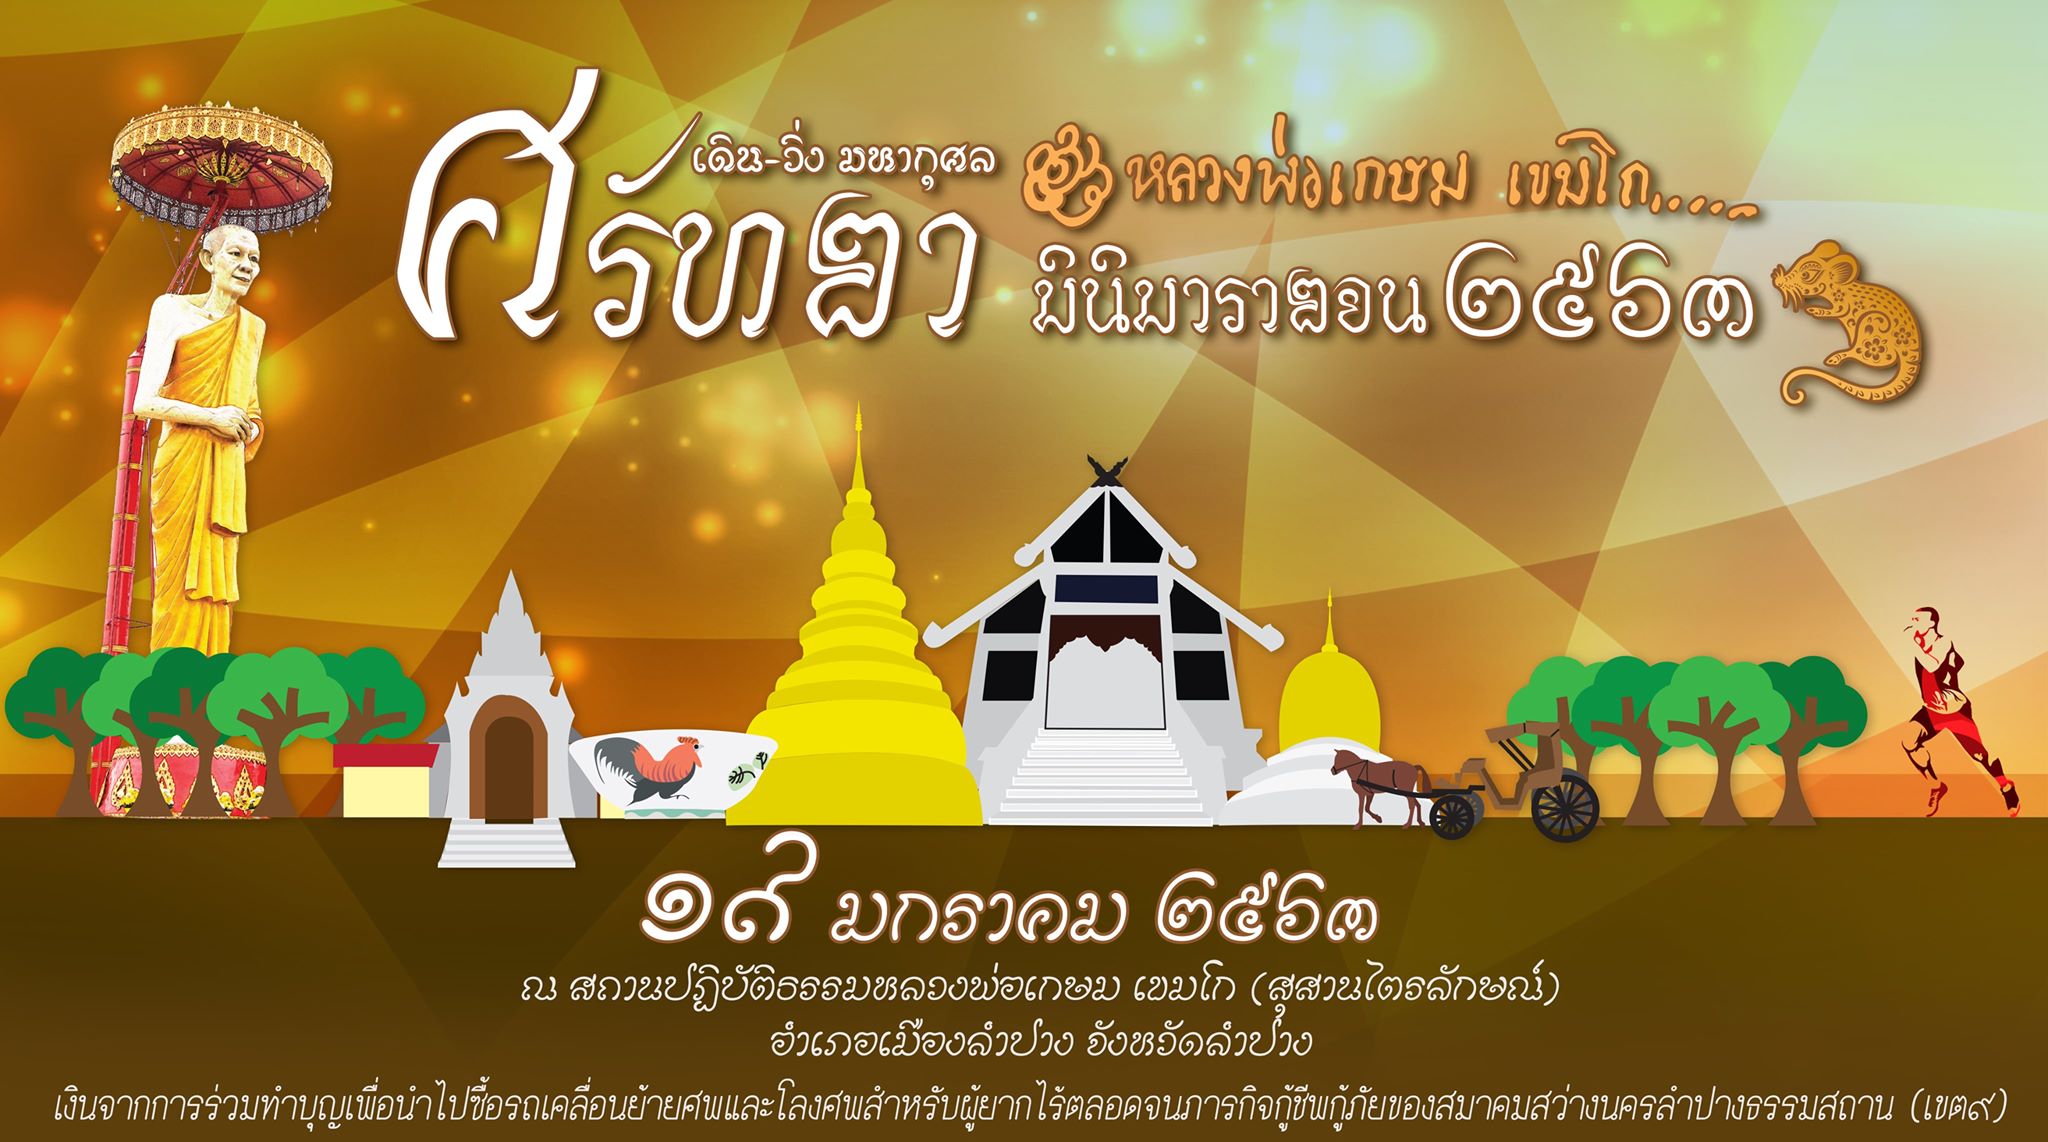 เดิน-วิ่ง มหากุศล
ศรัทธา
หลวงพ่อเกษม เขมโก.....
มินิมาราธอน ๒๕๖๓
๑๙ มกราคม ๒๕๖๓
ณ สถานปฏิบัติธรรมหลวงพ่อเกษม เขมโก (สุสานไตรลักษณ์)
อำเภอเมืองลำปาง จังหวัดลำปาง
เงินจากการร่วมทำบุญเพื่อนำไปซื้อรถเคลื่อนย้ายศพและโลงศพสำหรับผู้ยากไร้ตลอดจนภารกิจกู้ชีพกู้ภัยของสมาคมสว่างนครลำปางธรรมสถาน (เขต๙)